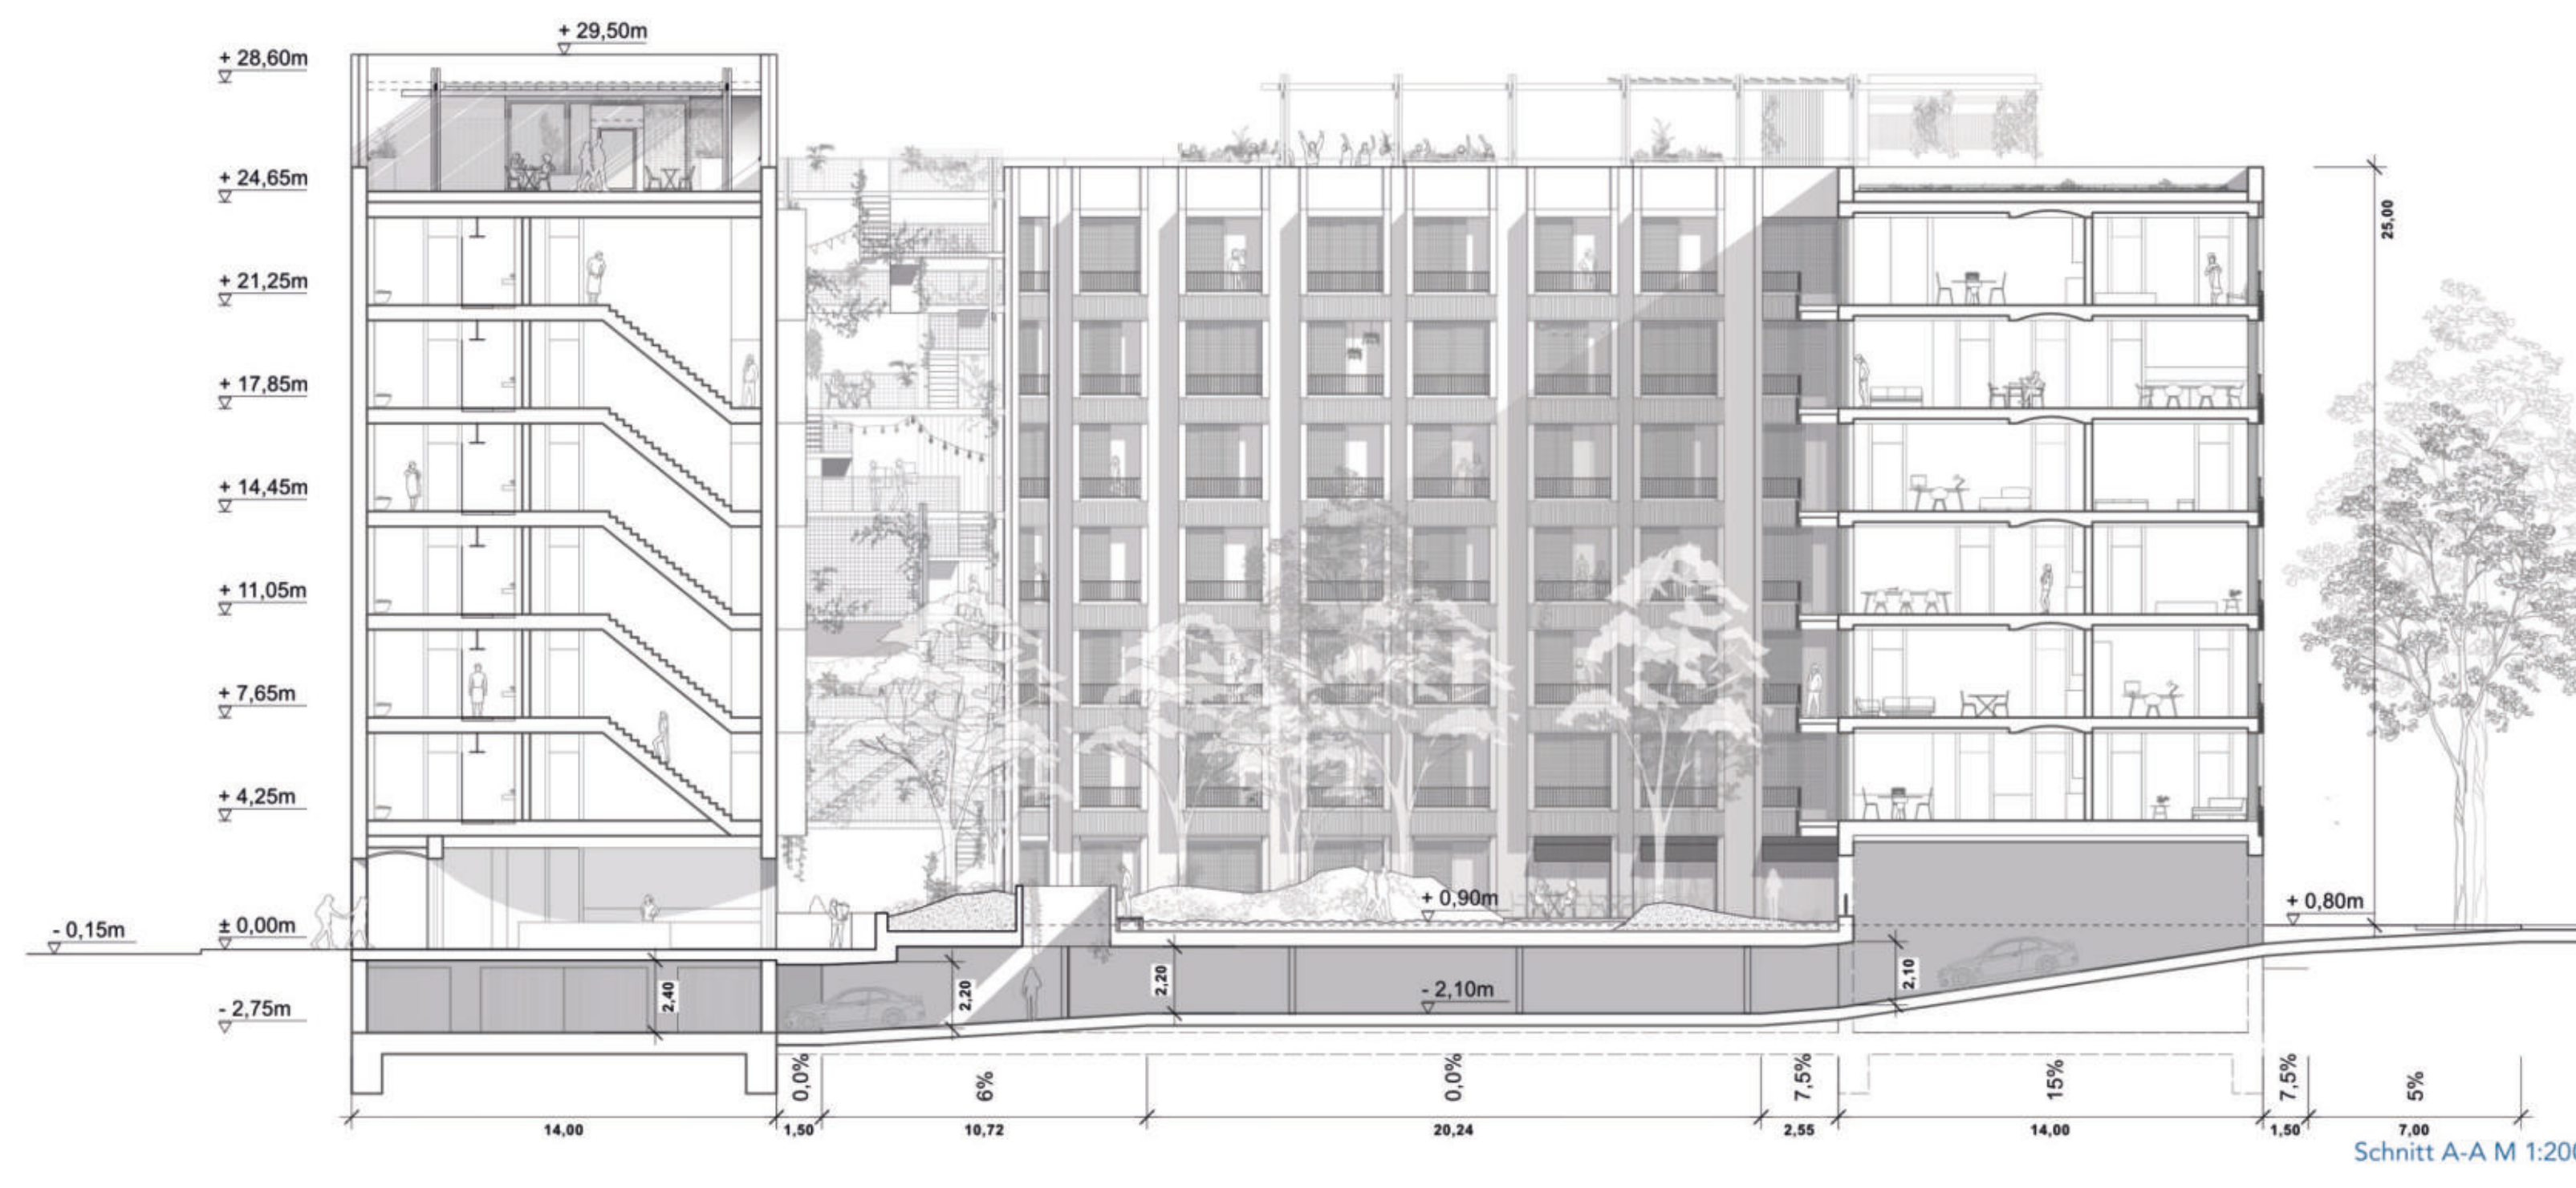 + 29,50m
+ 28,60m
+ 24,65m
25,00
+ 21,25m
+ 17,85m
+ 14,45m
+ 11,05m
+ 7,65m
+ 4,25m
+ 0,90m
+ 0,80m
- 0,15m
± 0,00m
2,40
2,20
2,20
- 2,10m
2,10
- 2,75m
0,0%
6%
0,0%
7,5%
15%
7,5%
5%
14,00
1,50
10,72
20,24
2,55
14,00
1,50
7,00
Schnitt A-A M 1:200